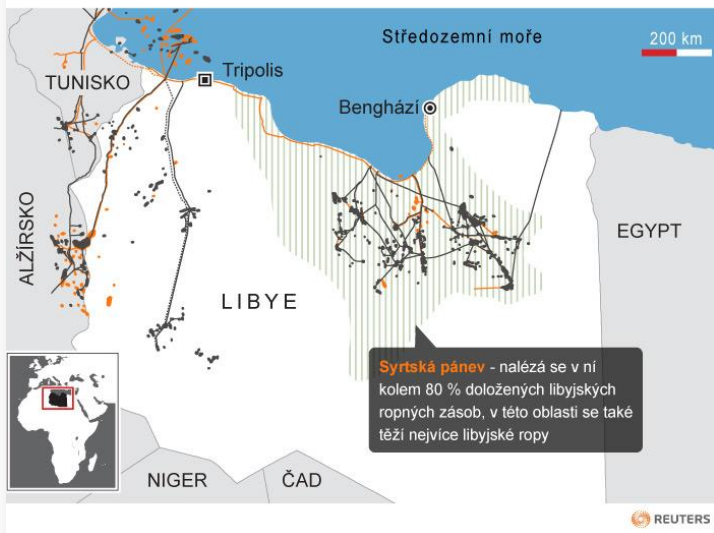 Středozemní moře
200 km
TUNISKO
Tripolis
Benghází
ALŽÍRSKO
EGYPT
LIBYE
Syrtská pánev - nalézá se v ní
kolem 80 % doložených libyjských
ropných zásob, v této oblasti se také
těží nejvíce libyjské ropy
NIGER
ČAD
REUTERS